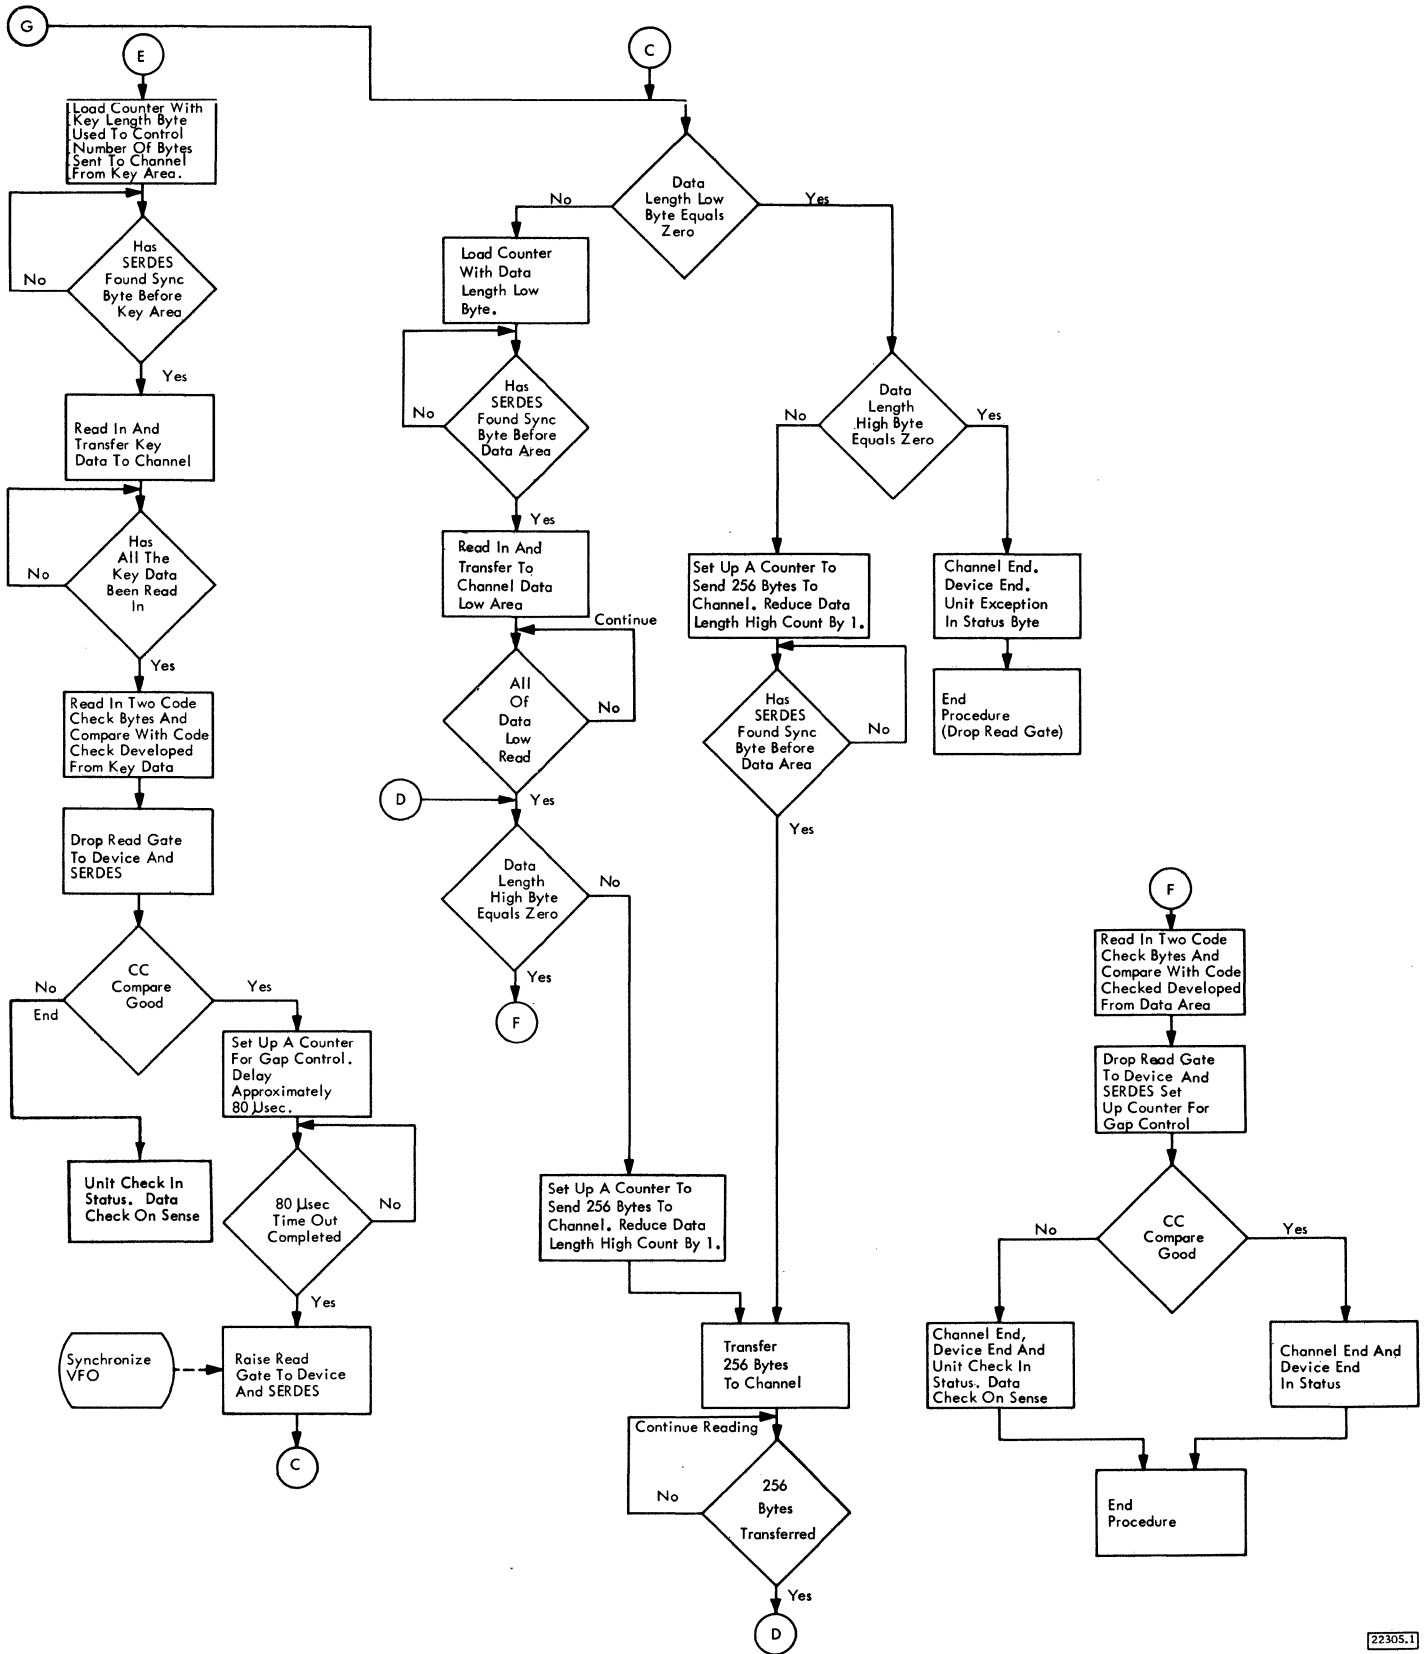 G
E
Load Counter With
Key Length Byte
Used To Control
Number Of Bytes
Sent To Channel
From Key Area.
Has
SERDES
Found Sync
Byte Before
Key Area
No
Yes
Read In And
Transfer Key
Data To Channel
Has
All The
Key Data
Been Read
In
No
Yes
Read In Two Code
Check Bytes And
Compare With Code
Check Developed
From Key Data
Drop Read Gate
To Device And
SERDES
CC
Compare
Good
No
End
Yes
Unit Check In
Status. Data
Check On Sense
Set Up A Counter
For Gap Control.
Delay
Approximately
80 µsec.
80 µsec
Time Out
Completed
No
Yes
Synchronize
VFO
Raise Read
Gate To Device
And SERDES
C
C
Data
Length Low
Byte Equals
Zero
No
Yes
Load Counter
With Data
Length Low
Byte.
Has
SERDES
Found Sync
Byte Before
Data Area
No
Yes
Read In And
Transfer To
Channel Data
Low Area
Continue
All
Of
Data
Low
Read
No
D
Yes
Data
Length
High Byte
Equals Zero
No
Yes
F
Set Up A Counter To
Send 256 Bytes To
Channel. Reduce Data
Length High Count By 1.
Data
Length
High Byte
Equals Zero
No
Yes
Set Up A Counter To
Send 256 Bytes To
Channel. Reduce Data
Length High Count By 1.
Has
SERDES
Found Sync
Byte Before
Data Area
No
Yes
Channel End.
Device End.
Unit Exception
In Status Byte
End
Procedure
(Drop Read Gate)
Transfer
256 Bytes
To Channel
Continue Reading
256
Bytes
Transferred
No
Yes
D
F
Read In Two Code
Check Bytes And
Compare With Code
Checked Developed
From Data Area
Drop Read Gate
To Device And
SERDES Set
Up Counter For
Gap Control
CC
Compare
Good
No
Yes
Channel End,
Device End And
Unit Check In
Status. Data
Check On Sense
Channel End And
Device End
In Status
End
Procedure
22305.1